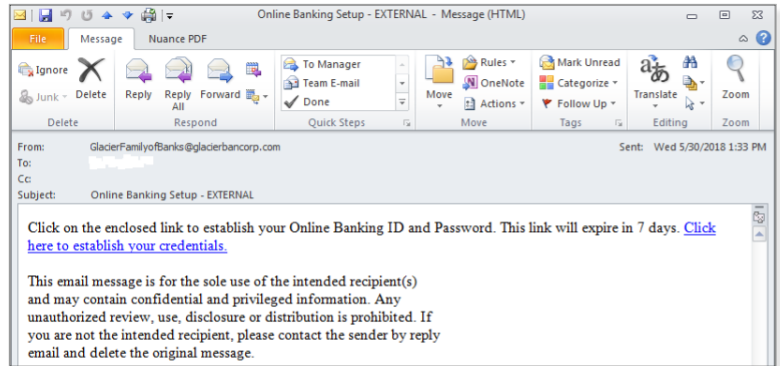 Online Banking Setup - EXTERNAL - Message (HTML)
File Message Nuance PDF
Ignore
Junk
Delete
Reply
Reply All
Forward
To Manager
Team E-mail
Done
Move
Rules
OneNote
Actions
Mark Unread
Categorize
Follow Up
Translate
Zoom
Delete Respond Quick Steps Move Tags Editing Zoom
From: GlacierFamilyofBanks@glacierbancorp.com Sent: Wed 5/30/2018 1:33 PM
To:
Cc:
Subject: Online Banking Setup - EXTERNAL
Click on the enclosed link to establish your Online Banking ID and Password. This link will expire in 7 days. Click
here to establish your credentials.
This email message is for the sole use of the intended recipient(s)
and may contain confidential and privileged information. Any
unauthorized review, use, disclosure or distribution is prohibited. If
you are not the intended recipient, please contact the sender by reply
email and delete the original message.